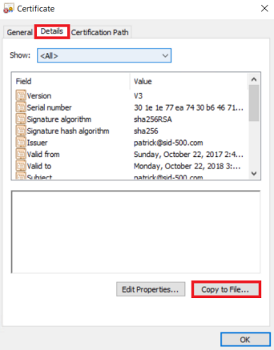 Certificate
General Details Certification Path
Show: <All>
Field Value
Version V3
Serial number 30 1e 1e 77 ea 74 30 b6 46 71...
Signature algorithm sha256RSA
Signature hash algorithm sha256
Issuer patrick@sid-500.com
Valid from Sunday, October 22, 2017 2:4...
Valid to Monday, October 22, 2018 3:...
Subject patrick@sid-500.com
Edit Properties... Copy to File...
OK